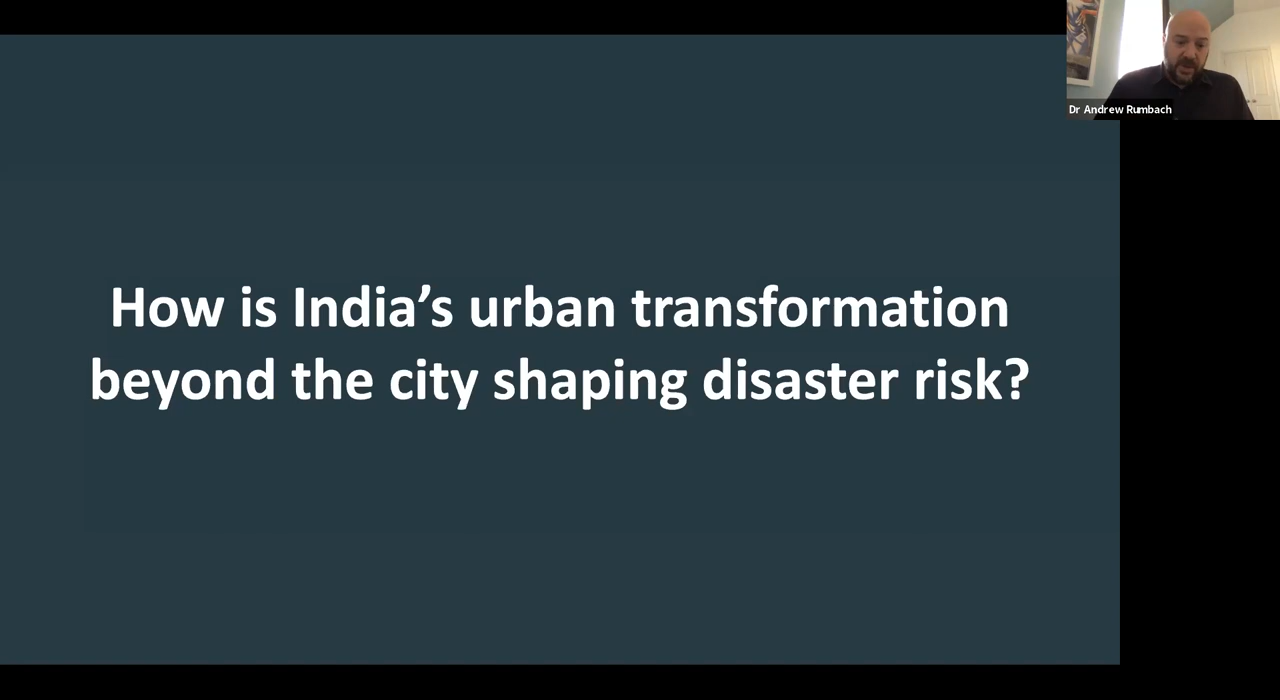 Dr Andrew Rumbach
How is India’s urban transformation
beyond the city shaping disaster risk?